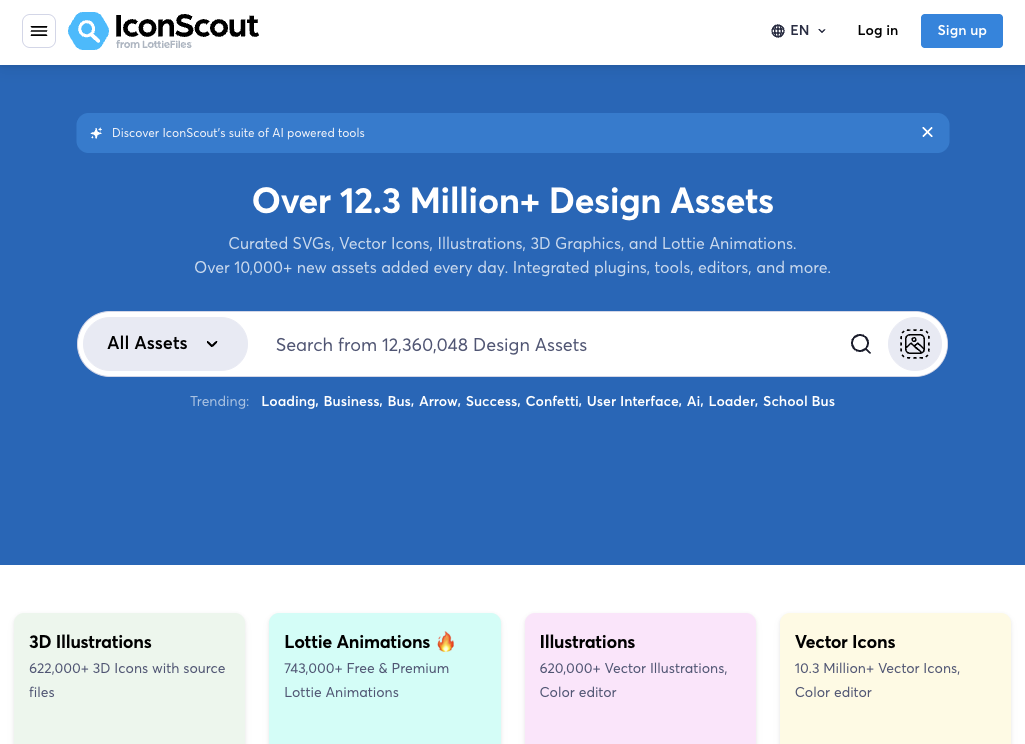 IconScout
from LottieFiles
EN
Log in
Sign up
Discover IconScout's suite of AI powered tools
Over 12.3 Million+ Design Assets
Curated SVGs, Vector Icons, Illustrations, 3D Graphics, and Lottie Animations.
Over 10,000+ new assets added every day. Integrated plugins, tools, editors, and more.
All Assets
Search from 12,360,048 Design Assets
Trending: Loading, Business, Bus, Arrow, Success, Confetti, User Interface, Ai, Loader, School Bus
3D Illustrations
622,000+ 3D Icons with source
files
Lottie Animations 🔥
743,000+ Free & Premium
Lottie Animations
Illustrations
620,000+ Vector Illustrations,
Color editor
Vector Icons
10.3 Million+ Vector Icons,
Color editor